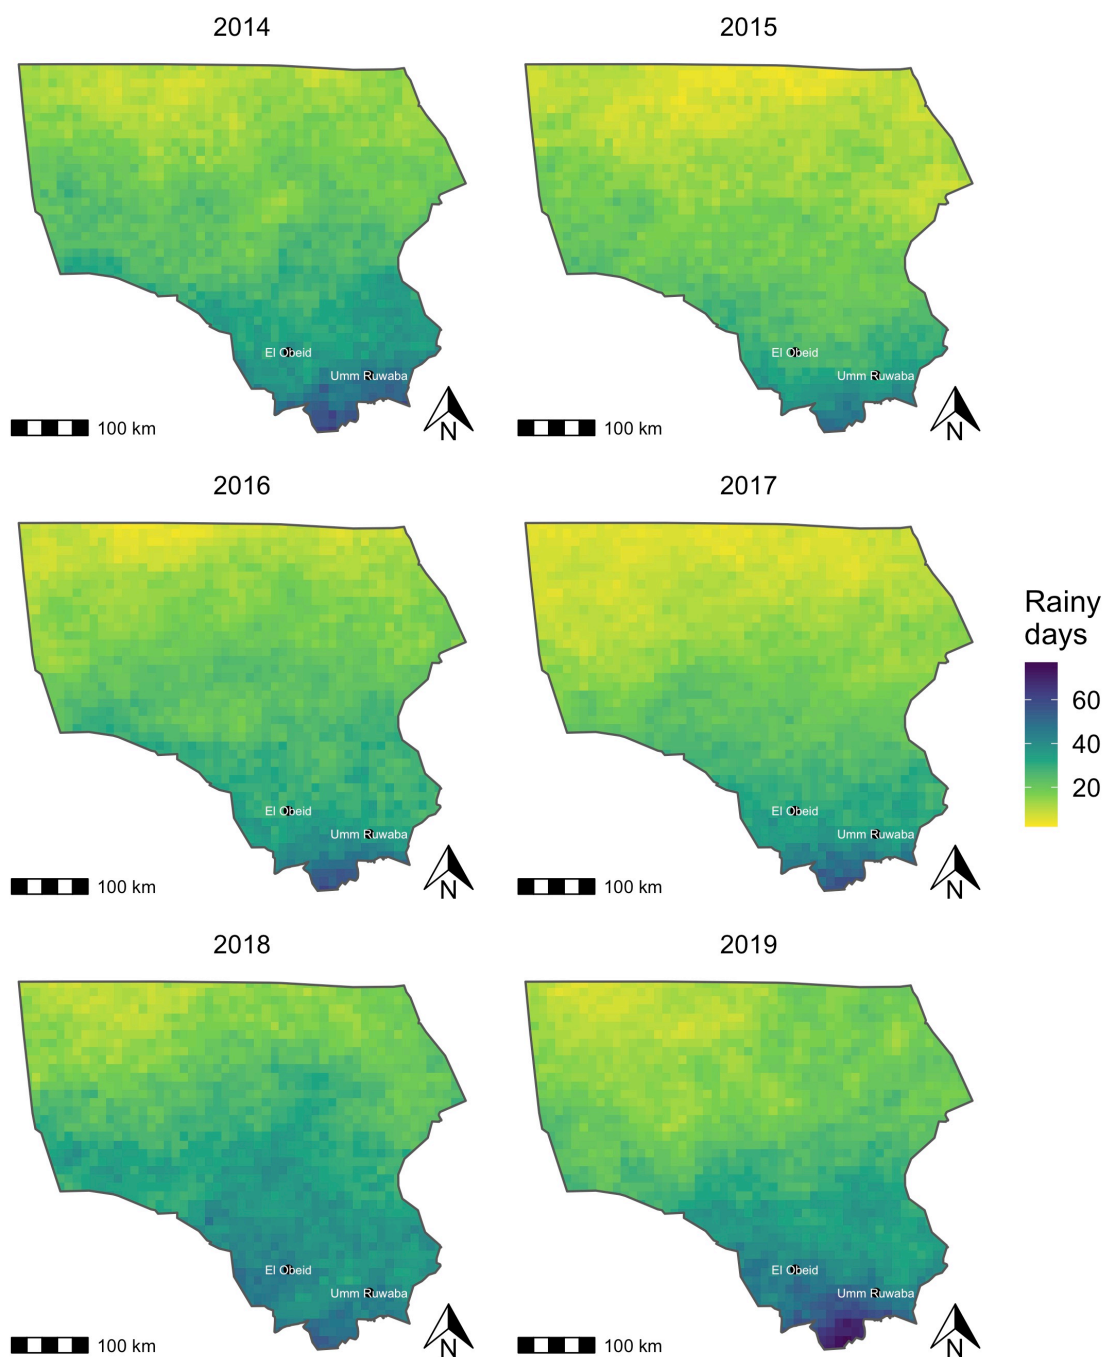 2014
2015
El Obeid
Umm Ruwaba
100 km
N
El Obeid
Umm Ruwaba
100 km
N
2016
2017
El Obeid
Umm Ruwaba
100 km
N
El Obeid
Umm Ruwaba
100 km
N
Rainy
days
60
40
20
2018
2019
El Obeid
Umm Ruwaba
100 km
N
El Obeid
Umm Ruwaba
100 km
N